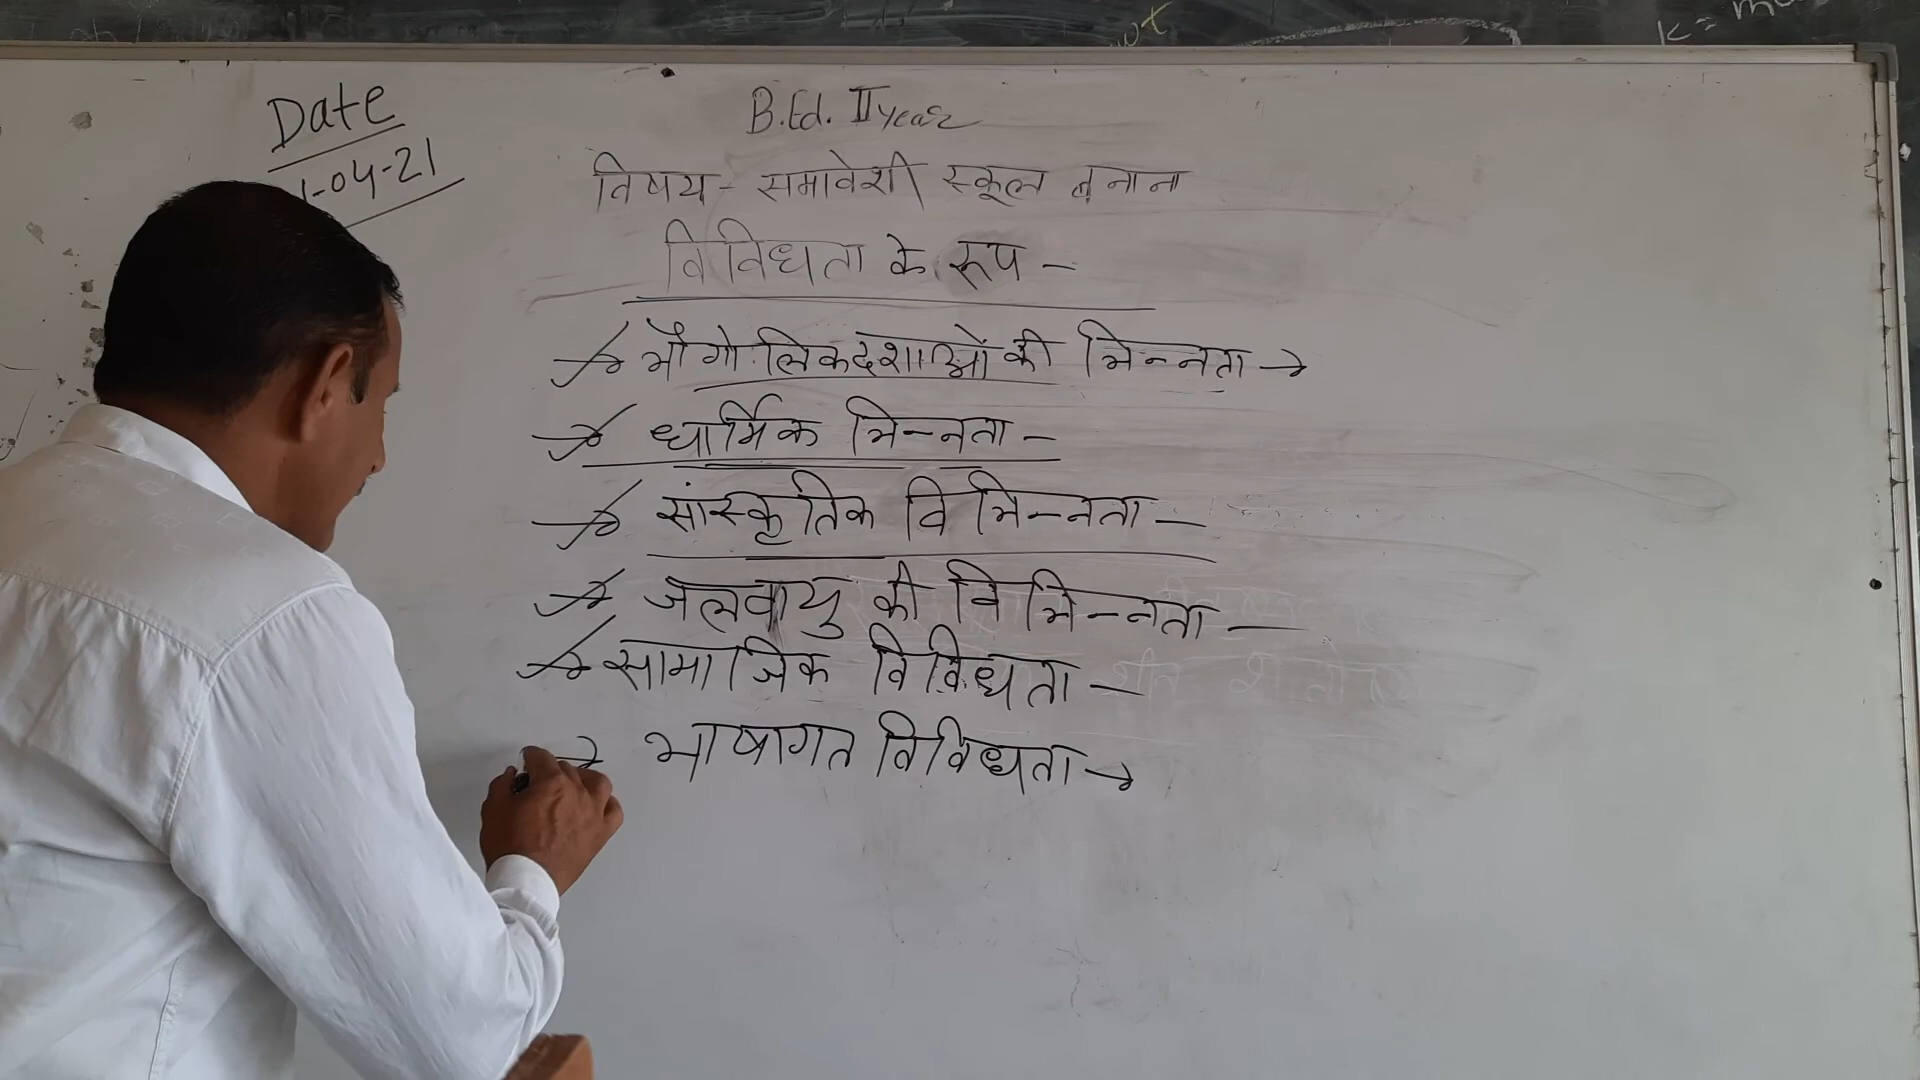 Date
1-04-21
B.Ed. II year
विषय - समावेशी स्कूल बनाना
विविधता के रूप -
→ भौगोलिक दशाओं की भिन्नता →
→ धार्मिक भिन्नता -
→ सांस्कृतिक विभिन्नता -
→ जलवायु की विभिन्नता -
→ सामाजिक विविधता -
→ भाषागत विविधता →